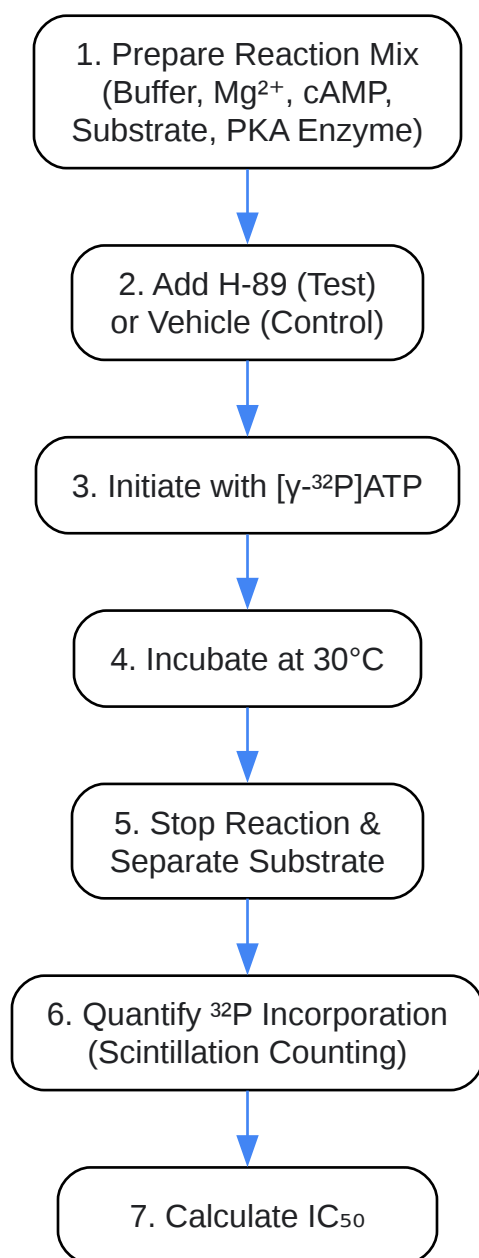 1. Prepare Reaction Mix
(Buffer, Mg²⁺, cAMP,
Substrate, PKA Enzyme)
2. Add H-89 (Test)
or Vehicle (Control)
3. Initiate with [γ-³²P]ATP
4. Incubate at 30°C
5. Stop Reaction &
Separate Substrate
6. Quantify ³²P Incorporation
(Scintillation Counting)
7. Calculate IC₅₀